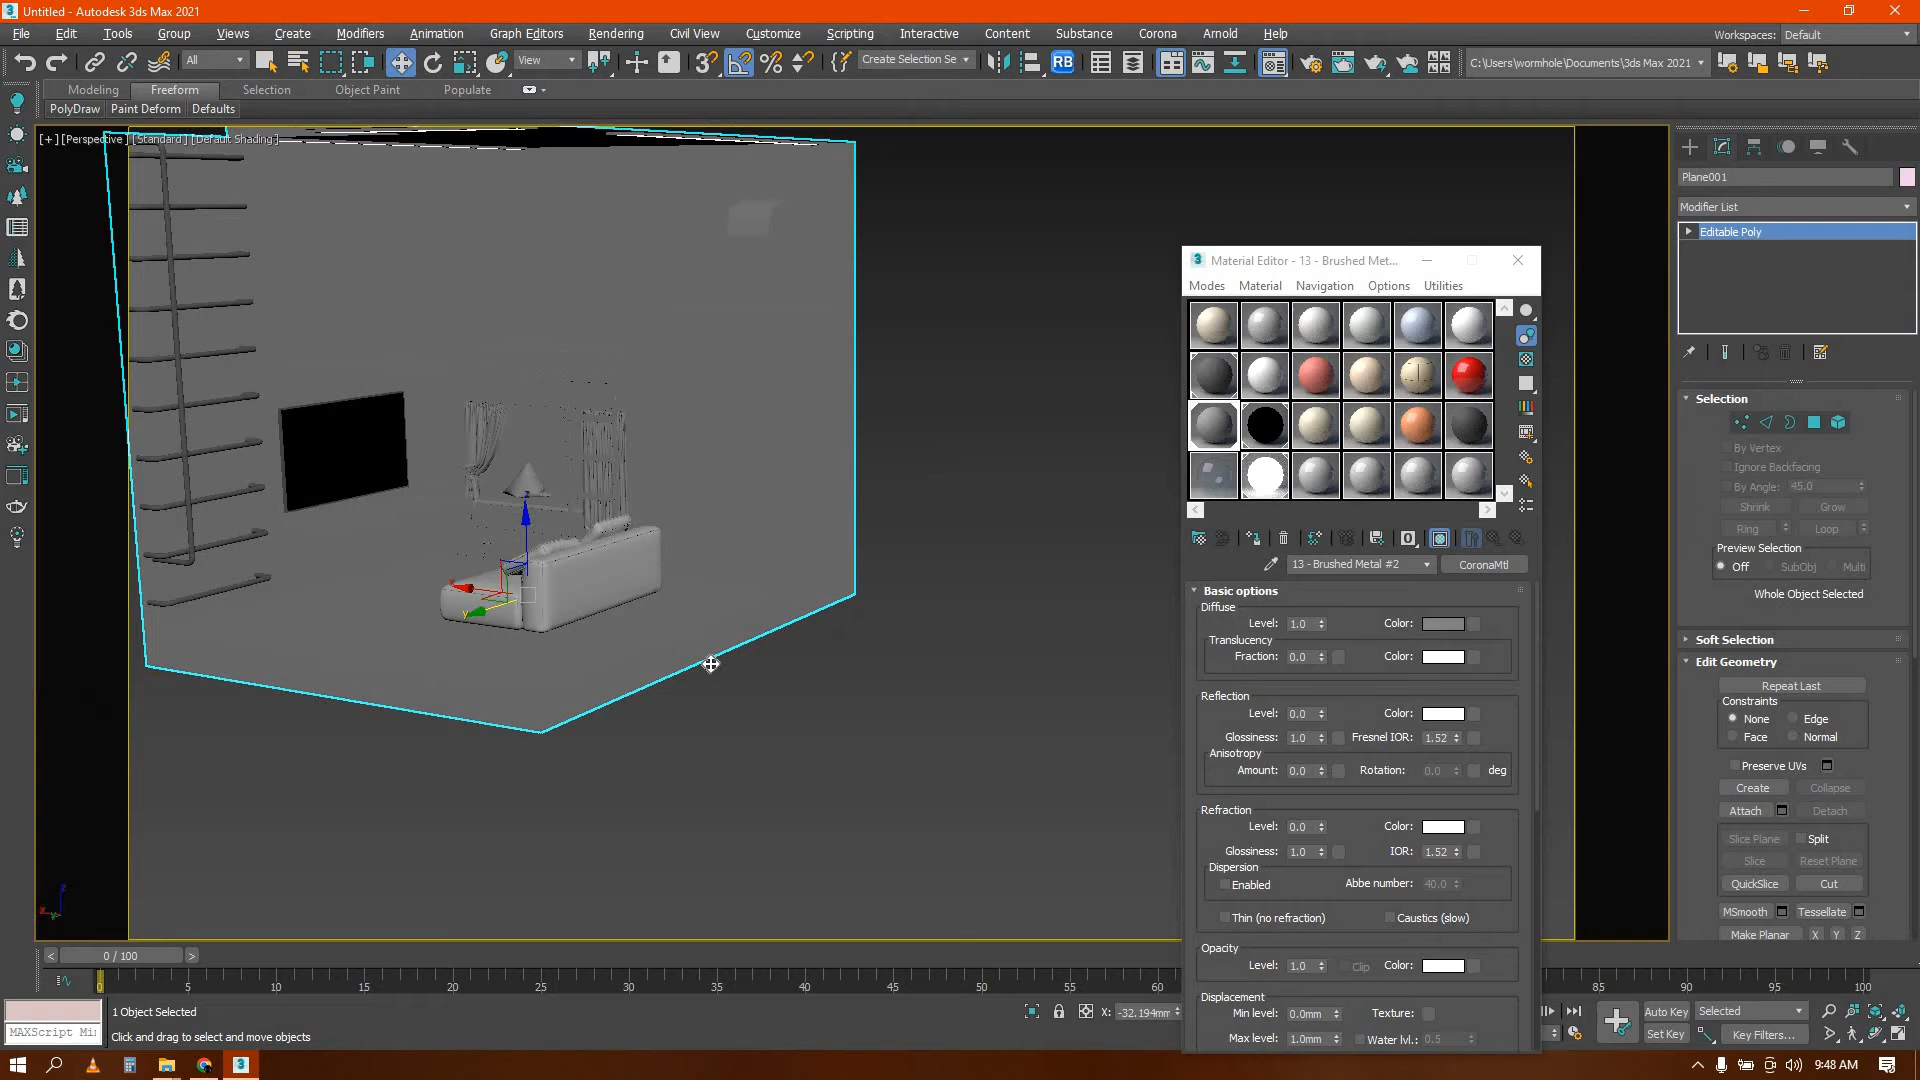 Untitled - Autodesk 3ds Max 2021
File Edit Tools Group Views Create Modifiers Animation Graph Editors Rendering Civil View Customize Scripting Interactive Content Substance Corona Arnold Help Workspaces: Default
All View Create Selection Se C:\Users\wormhole\Documents\3ds Max 2021
Modeling Freeform Selection Object Paint Populate
PolyDraw Paint Deform Defaults
[+] [Perspective] [Standard] [Default Shading]
Plane001
Modifier List
Editable Poly
Selection
By Vertex
Ignore Backfacing
By Angle: 45.0
Shrink Grow
Ring Loop
Preview Selection
Off SubObj Multi
Whole Object Selected
Soft Selection
Edit Geometry
Repeat Last
Constraints
None Edge
Face Normal
Preserve UVs
Create Collapse
Attach Detach
Slice Plane Split
Slice Reset Plane
QuickSlice Cut
MSmooth Tessellate
Make Planar X Y Z
Material Editor - 13 - Brushed Met...
Modes Material Navigation Options Utilities
13 - Brushed Metal #2 CoronaMtl
Basic options
Diffuse
Level: 1.0 Color:
Translucency
Fraction: 0.0 Color:
Reflection
Level: 0.0 Color:
Glossiness: 1.0 Fresnel IOR: 1.52
Anisotropy
Amount: 0.0 Rotation: 0.0 deg
Refraction
Level: 0.0 Color:
Glossiness: 1.0 IOR: 1.52
Dispersion
Enabled Abbe number: 40.0
Thin (no refraction) Caustics (slow)
Opacity
Level: 1.0 Clip Color:
Displacement
Min level: 0.0mm Texture:
Max level: 1.0mm Water lvl.: 0.5
0 / 100
0 5 10 15 20 25 30 35 40 45 50 55 60 85 90 95 100
1 Object Selected
X: -32.194mm
Auto Key Selected
MAXScript Mi
Click and drag to select and move objects
Set Key Key Filters...
9:48 AM